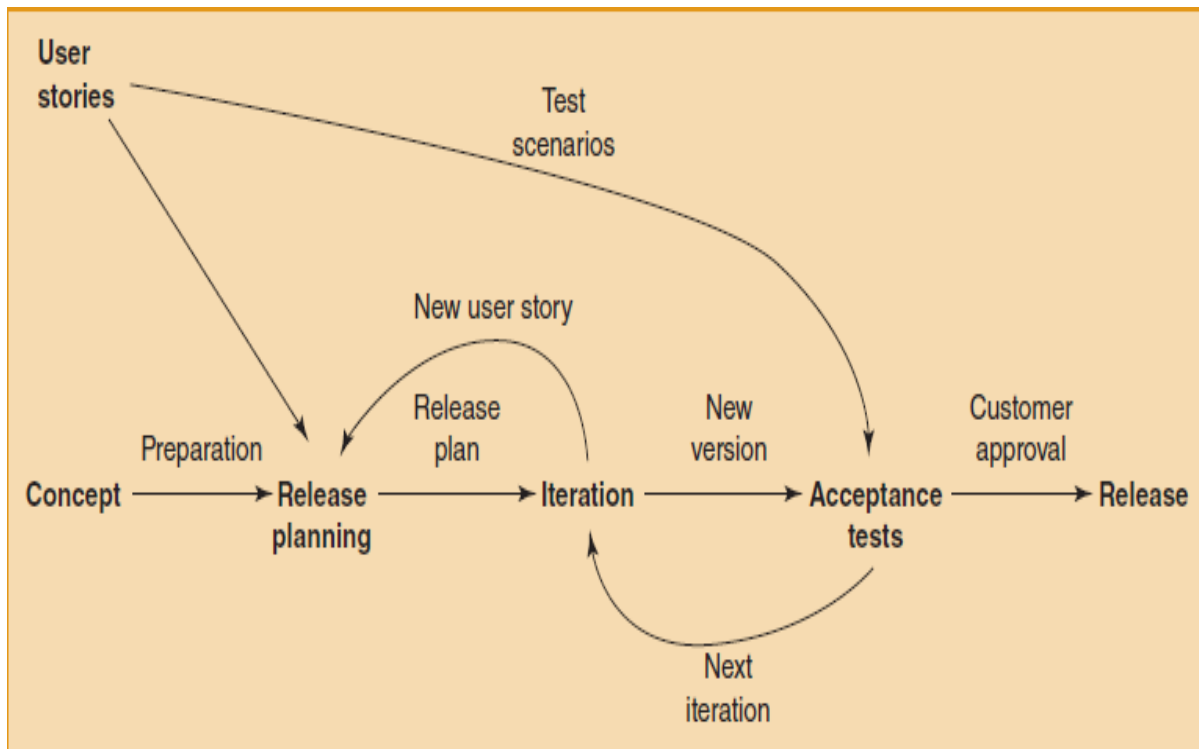 User
stories
Test
scenarios
New user story
Preparation
Release
plan
New
version
Customer
approval
Concept
Release
planning
Iteration
Acceptance
tests
Release
Next
iteration